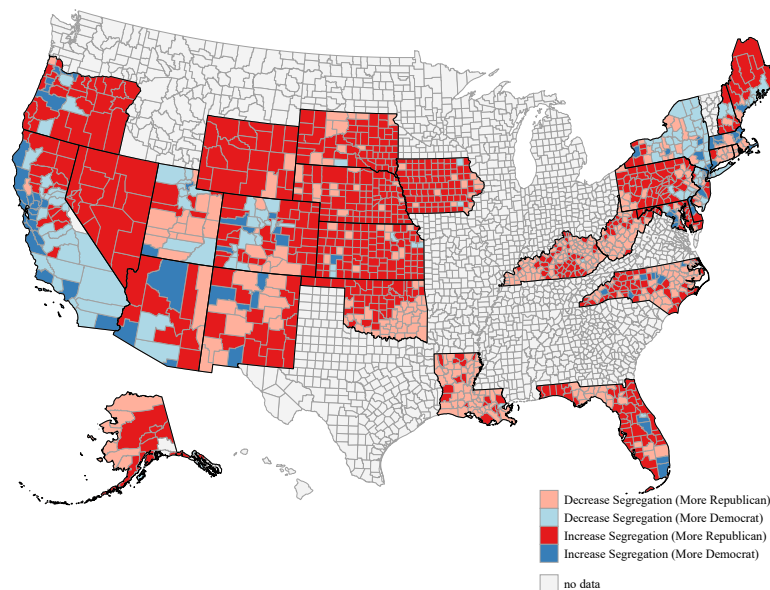 Decrease Segregation (More Republican)
Decrease Segregation (More Democrat)
Increase Segregation (More Republican)
Increase Segregation (More Democrat)
no data